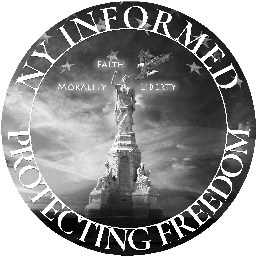 NY INFORMED
FAITH
MORALITY LIBERTY
PROTECTING FREEDOM